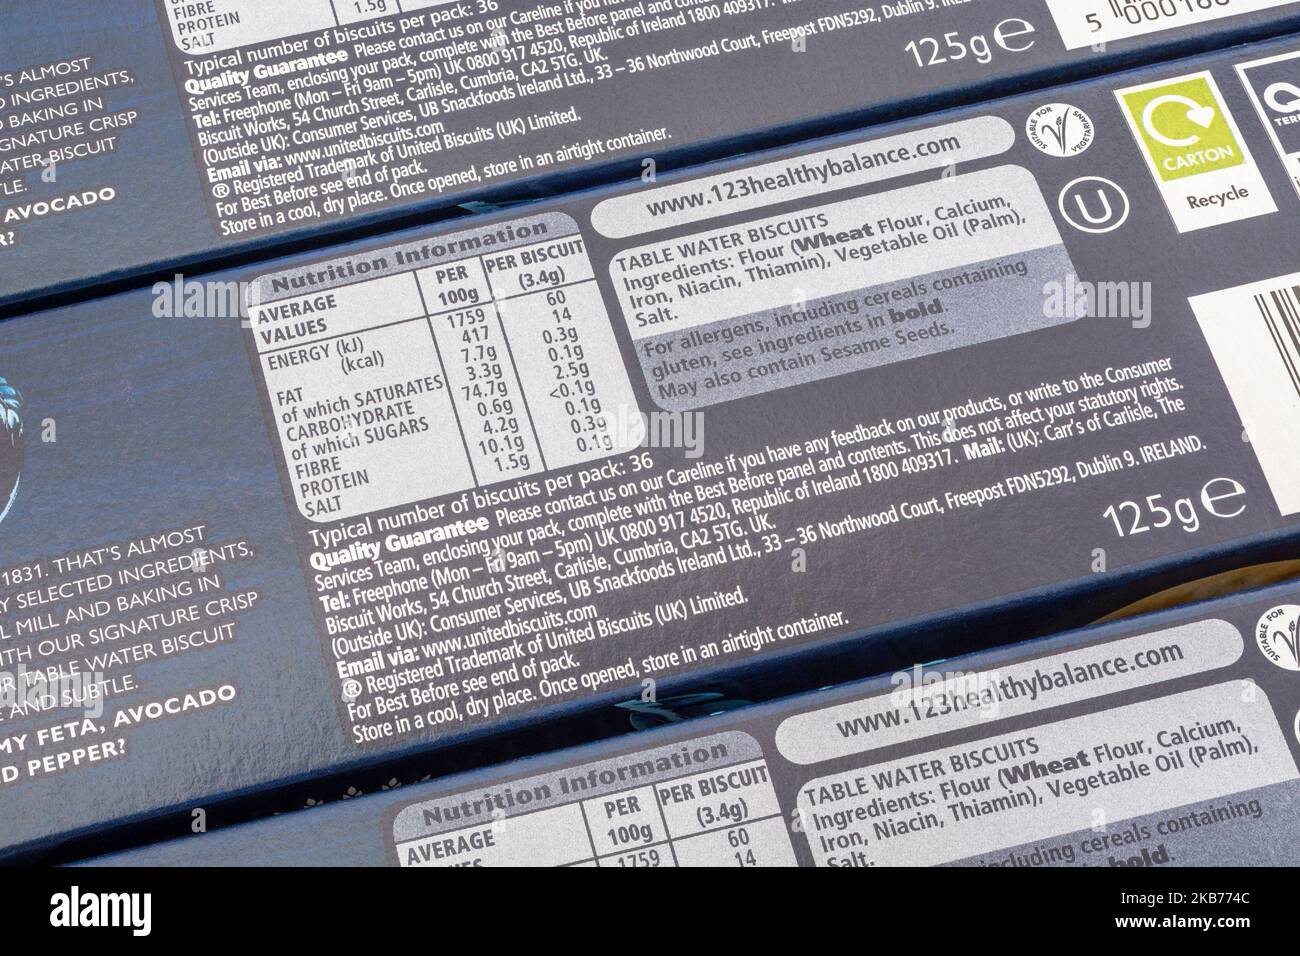 1.5g
FIBRE
PROTEIN
SALT
Typical number of biscuits per pack: 36
Quality Guarantee Please contact us on our Careline if you have
Services Team, enclosing your pack, complete with the Best Before panel and conten
Tel: Freephone (Mon – Fri 9am – 5pm) UK 0800 917 4520, Republic of Ireland 1800 409317.
Biscuit Works, 54 Church Street, Carlisle, Cumbria, CA2 5TG, UK.
(Outside UK): Consumer Services, UB Snackfoods Ireland Ltd., 33 – 36 Northwood Court, Freepost FDN5292, Dublin 9.
Email via: www.unitedbiscuits.com
® Registered Trademark of United Biscuits (UK) Limited.
For Best Before see end of pack.
Store in a cool, dry place. Once opened, store in an airtight container.
125g e
5 000168
'S ALMOST
INGREDIENTS,
BAKING IN
GNATURE CRISP
ATER BISCUIT
TLE.
AVOCADO
R?
Nutrition Information
AVERAGE VALUES PER 100g PER BISCUIT (3.4g)
ENERGY (kJ) 1759 60
(kcal) 417 14
FAT 7.7g 0.3g
of which SATURATES 3.3g 0.1g
CARBOHYDRATE 74.7g 2.5g
of which SUGARS 0.6g <0.1g
FIBRE 4.2g 0.1g
PROTEIN 10.1g 0.3g
SALT 1.5g 0.1g
www.123healthybalance.com
TABLE WATER BISCUITS
Ingredients: Flour (Wheat Flour, Calcium,
Iron, Niacin, Thiamin), Vegetable Oil (Palm),
Salt.
For allergens, including cereals containing
gluten, see ingredients in bold.
May also contain Sesame Seeds.
SUITABLE FOR VEGETARIANS
U
CARTON
Recycle
Typical number of biscuits per pack: 36
Quality Guarantee Please contact us on our Careline if you have any feedback on our products, or write to the Consumer
Services Team, enclosing your pack, complete with the Best Before panel and contents. This does not affect your statutory rights.
Tel: Freephone (Mon – Fri 9am – 5pm) UK 0800 917 4520, Republic of Ireland 1800 409317. Mail: (UK): Carr's of Carlisle, The
Biscuit Works, 54 Church Street, Carlisle, Cumbria, CA2 5TG, UK.
(Outside UK): Consumer Services, UB Snackfoods Ireland Ltd., 33 – 36 Northwood Court, Freepost FDN5292, Dublin 9. IRELAND.
Email via: www.unitedbiscuits.com
® Registered Trademark of United Biscuits (UK) Limited.
For Best Before see end of pack.
Store in a cool, dry place. Once opened, store in an airtight container.
125g e
1831. THAT'S ALMOST
Y SELECTED INGREDIENTS,
L MILL AND BAKING IN
TH OUR SIGNATURE CRISP
R TABLE WATER BISCUIT
E AND SUBTLE.
MY FETA, AVOCADO
D PEPPER?
Nutrition Information
AVERAGE PER 100g PER BISCUIT (3.4g)
1759 60
14
www.123healthybalance.com
TABLE WATER BISCUITS
Ingredients: Flour (Wheat Flour, Calcium,
Iron, Niacin, Thiamin), Vegetable Oil (Palm),
Salt.
including cereals containing
bold.
SUITABLE FOR
alamy
Image ID: 2KB774C
www.alamy.com